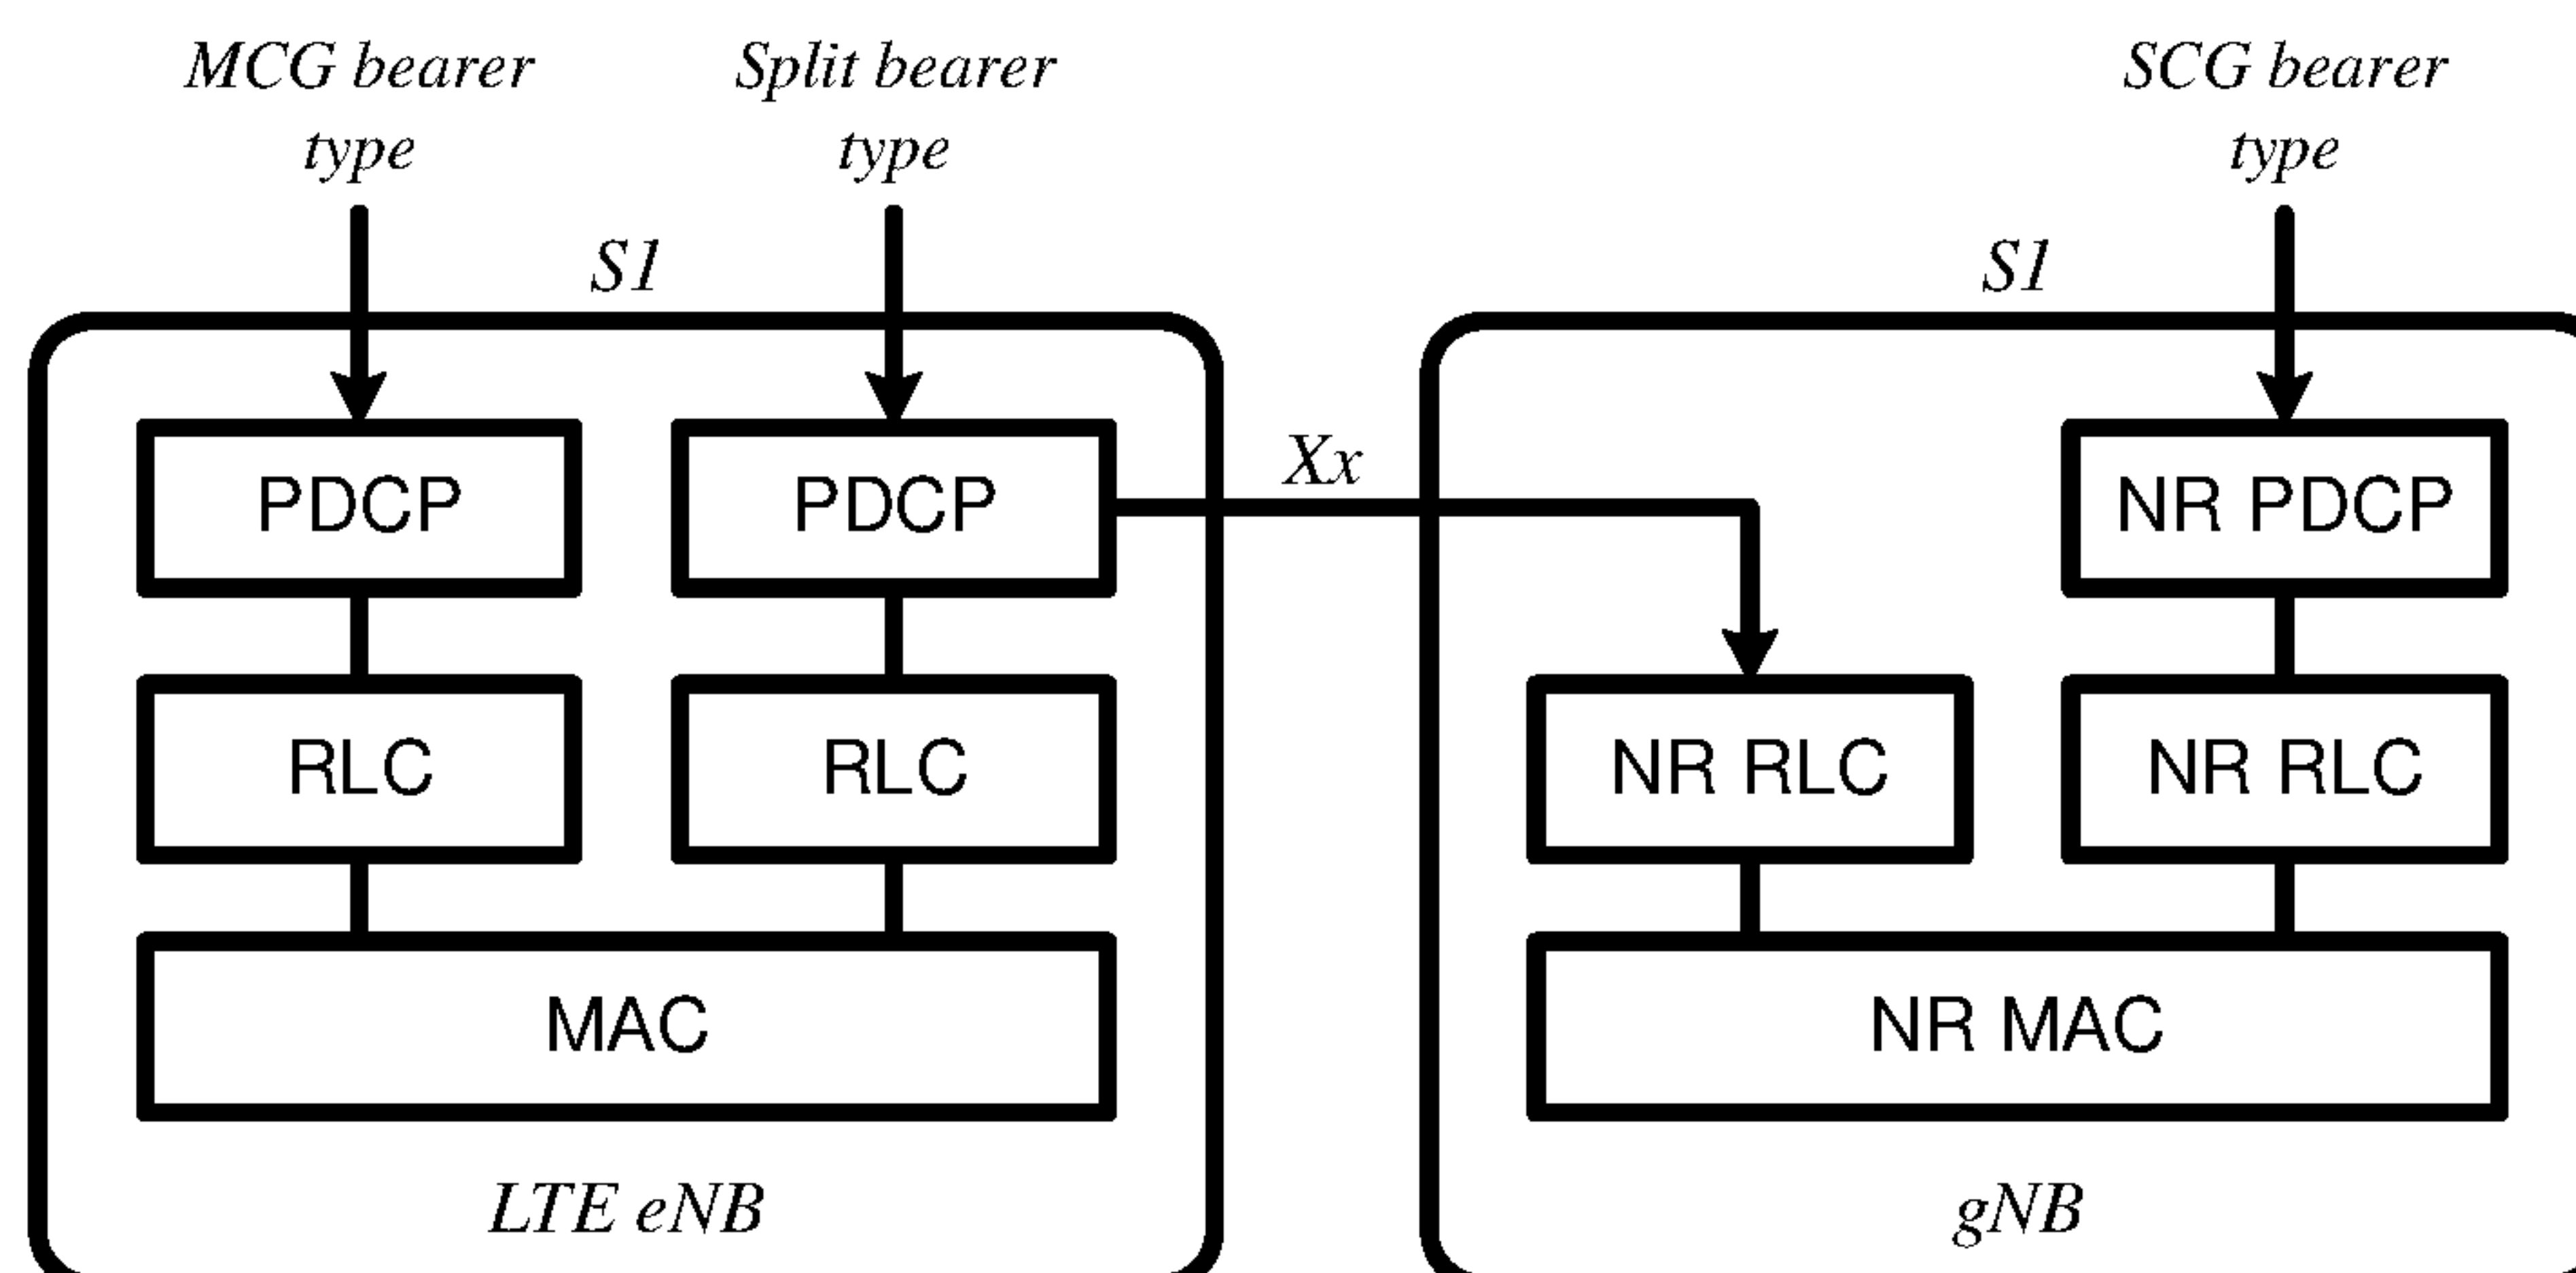 MCG bearer
type
Split bearer
type
SCG bearer
type
S1
S1
Xx
PDCP
PDCP
NR PDCP
RLC
RLC
NR RLC
NR RLC
MAC
NR MAC
LTE eNB
gNB